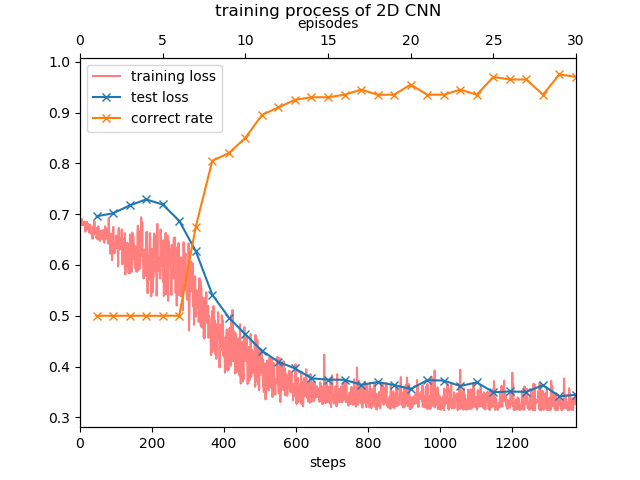 training process of 2D CNN
episodes
0 5 10 15 20 25 30
training loss
test loss
correct rate
1.0
0.9
0.8
0.7
0.6
0.5
0.4
0.3
0 200 400 600 800 1000 1200
steps